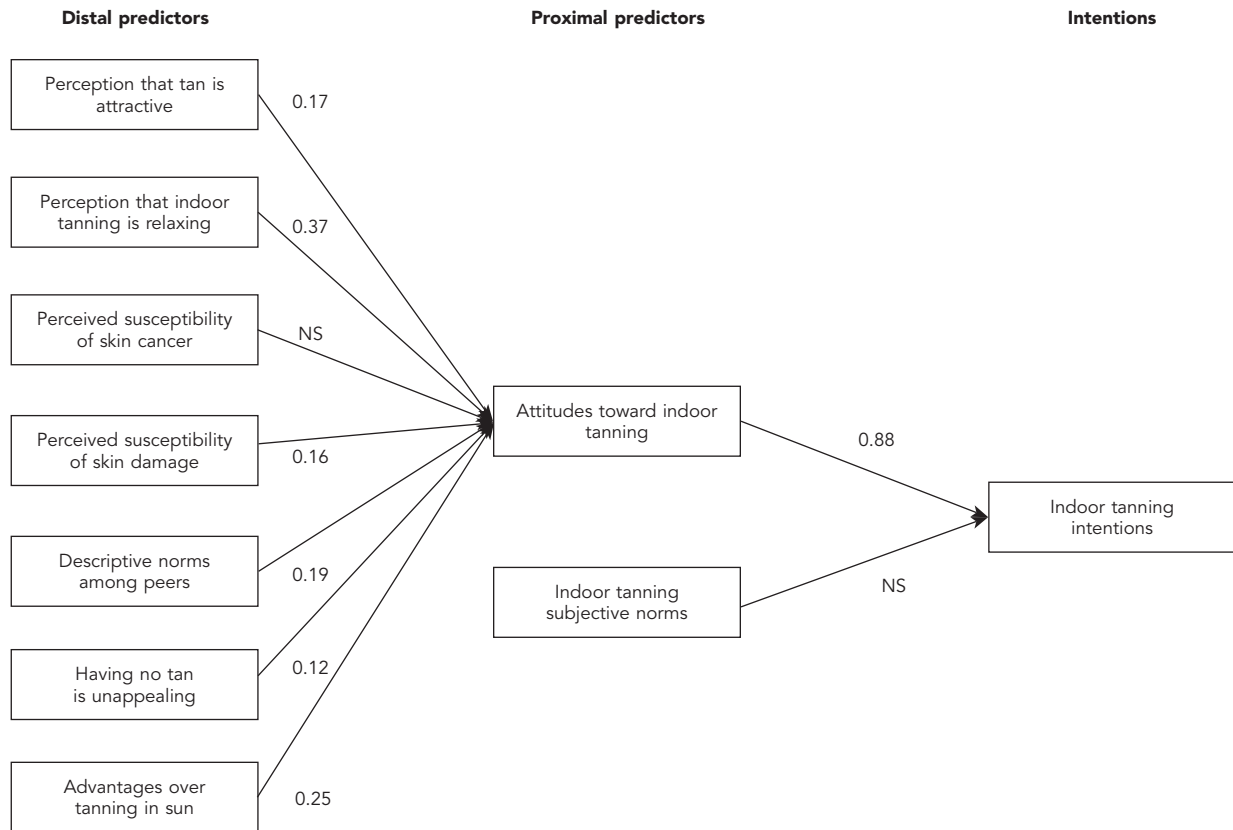 Distal predictors
Proximal predictors
Intentions
Perception that tan is
attractive
0.17
Perception that indoor
tanning is relaxing
0.37
Perceived susceptibility
of skin cancer
NS
Perceived susceptibility
of skin damage
0.16
Descriptive norms
among peers
0.19
Having no tan
is unappealing
0.12
Advantages over
tanning in sun
0.25
Attitudes toward indoor
tanning
0.88
Indoor tanning
subjective norms
NS
Indoor tanning
intentions